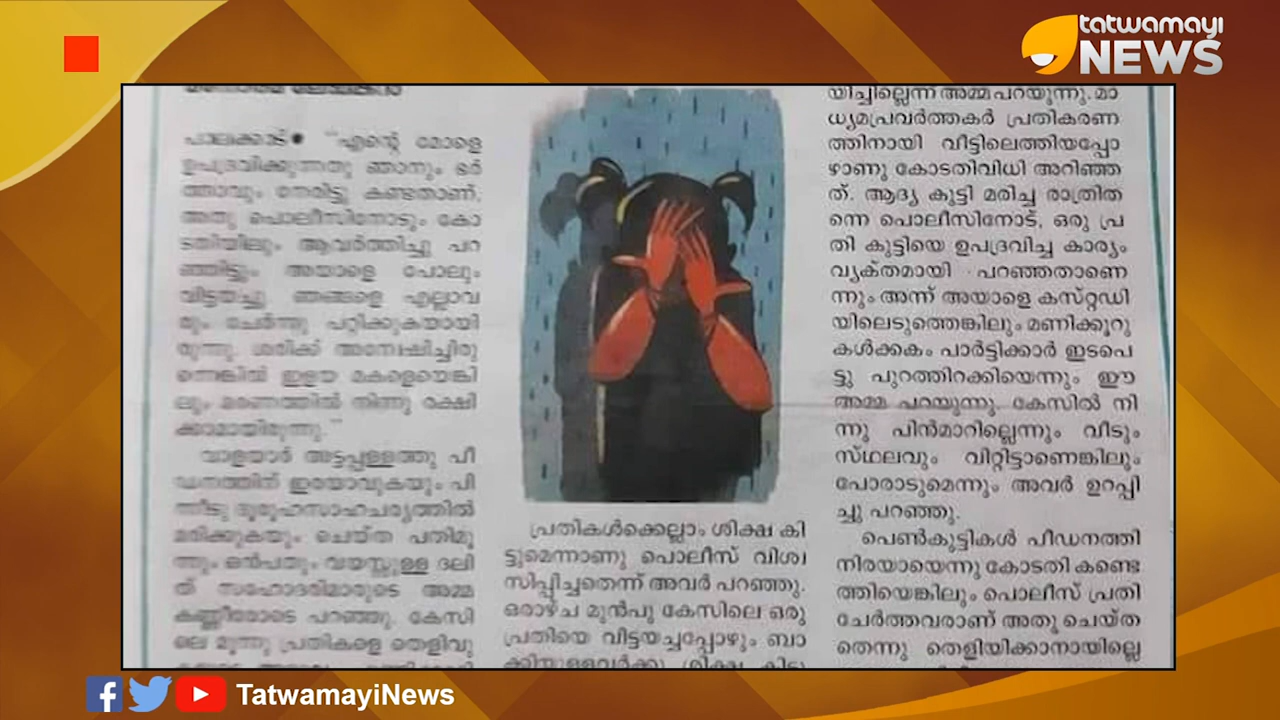 tatwamayi
NEWS
പാലക്കാട് ● "എന്റെ മോളെ
ഉപദ്രവിക്കുന്നതു ഞാനും ഭർ
ത്താവും നേരിട്ടു കണ്ടതാണ്.
അതു പൊലീസിനോടും കോ
ടതിയിലും ആവർത്തിച്ചു പറ
ഞ്ഞിട്ടും അയാളെ പോലും
വിട്ടയച്ചു. ഞങ്ങളെ എല്ലാവ
രും ചേർന്നു പറ്റിക്കുകയായി
രുന്നു. ശരിക്ക് അന്വേഷിച്ചിരു
ന്നെങ്കിൽ ഇളയ മകളെയെങ്കി
ലും മരണത്തിൽ നിന്നു രക്ഷി
ക്കാമായിരുന്നു."
വാളയാർ അട്ടപ്പള്ളത്തു പീ
ഡനത്തിന് ഇരയാവുകയും പി
ന്നീടു ദുരൂഹസാഹചര്യത്തിൽ
മരിക്കുകയും ചെയ്ത പതിമൂ
ന്നും ഒൻപതും വയസ്സുള്ള ദലി
ത് സഹോദരിമാരുടെ അമ്മ
കണ്ണീരോടെ പറഞ്ഞു. കേസി
ലെ മൂന്നു പ്രതികളെ തെളിവു
പ്രതികൾക്കെല്ലാം ശിക്ഷ കി
ട്ടുമെന്നാണു പൊലീസ് വിശ്വ
സിപ്പിച്ചതെന്ന് അവർ പറഞ്ഞു.
ഒരാഴ്ച മുൻപു കേസിലെ ഒരു
പ്രതിയെ വിട്ടയച്ചപ്പോഴും ബാ
ക്കിയുള്ളവർക്കു ശിക്ഷ കിട്ടു
യിച്ചില്ലെന്ന് അമ്മ പറയുന്നു. മാ
ധ്യമപ്രവർത്തകർ പ്രതികരണ
ത്തിനായി വീട്ടിലെത്തിയപ്പോ
ഴാണു കോടതിവിധി അറിഞ്ഞ
ത്. ആദ്യ കുട്ടി മരിച്ച രാത്രിത
ന്നെ പൊലീസിനോട്, ഒരു പ്ര
തി കുട്ടിയെ ഉപദ്രവിച്ച കാര്യം
വ്യക്തമായി പറഞ്ഞതാണെ
ന്നും അന്ന് അയാളെ കസ്റ്റഡി
യിലെടുത്തെങ്കിലും മണിക്കൂറു
കൾക്കകം പാർട്ടിക്കാർ ഇടപെ
ട്ടു പുറത്തിറക്കിയെന്നും ഈ
അമ്മ പറയുന്നു. കേസിൽ നി
ന്നു പിൻമാറില്ലെന്നും വീടും
സ്ഥലവും വിറ്റിട്ടാണെങ്കിലും
പോരാടുമെന്നും അവർ ഉറപ്പി
ച്ചു പറഞ്ഞു.
പെൺകുട്ടികൾ പീഡനത്തി
നിരയായെന്നു കോടതി കണ്ടെ
ത്തിയെങ്കിലും പൊലീസ് പ്രതി
ചേർത്തവരാണ് അതു ചെയ്ത
തെന്നു തെളിയിക്കാനായില്ലെ
TatwamayiNews